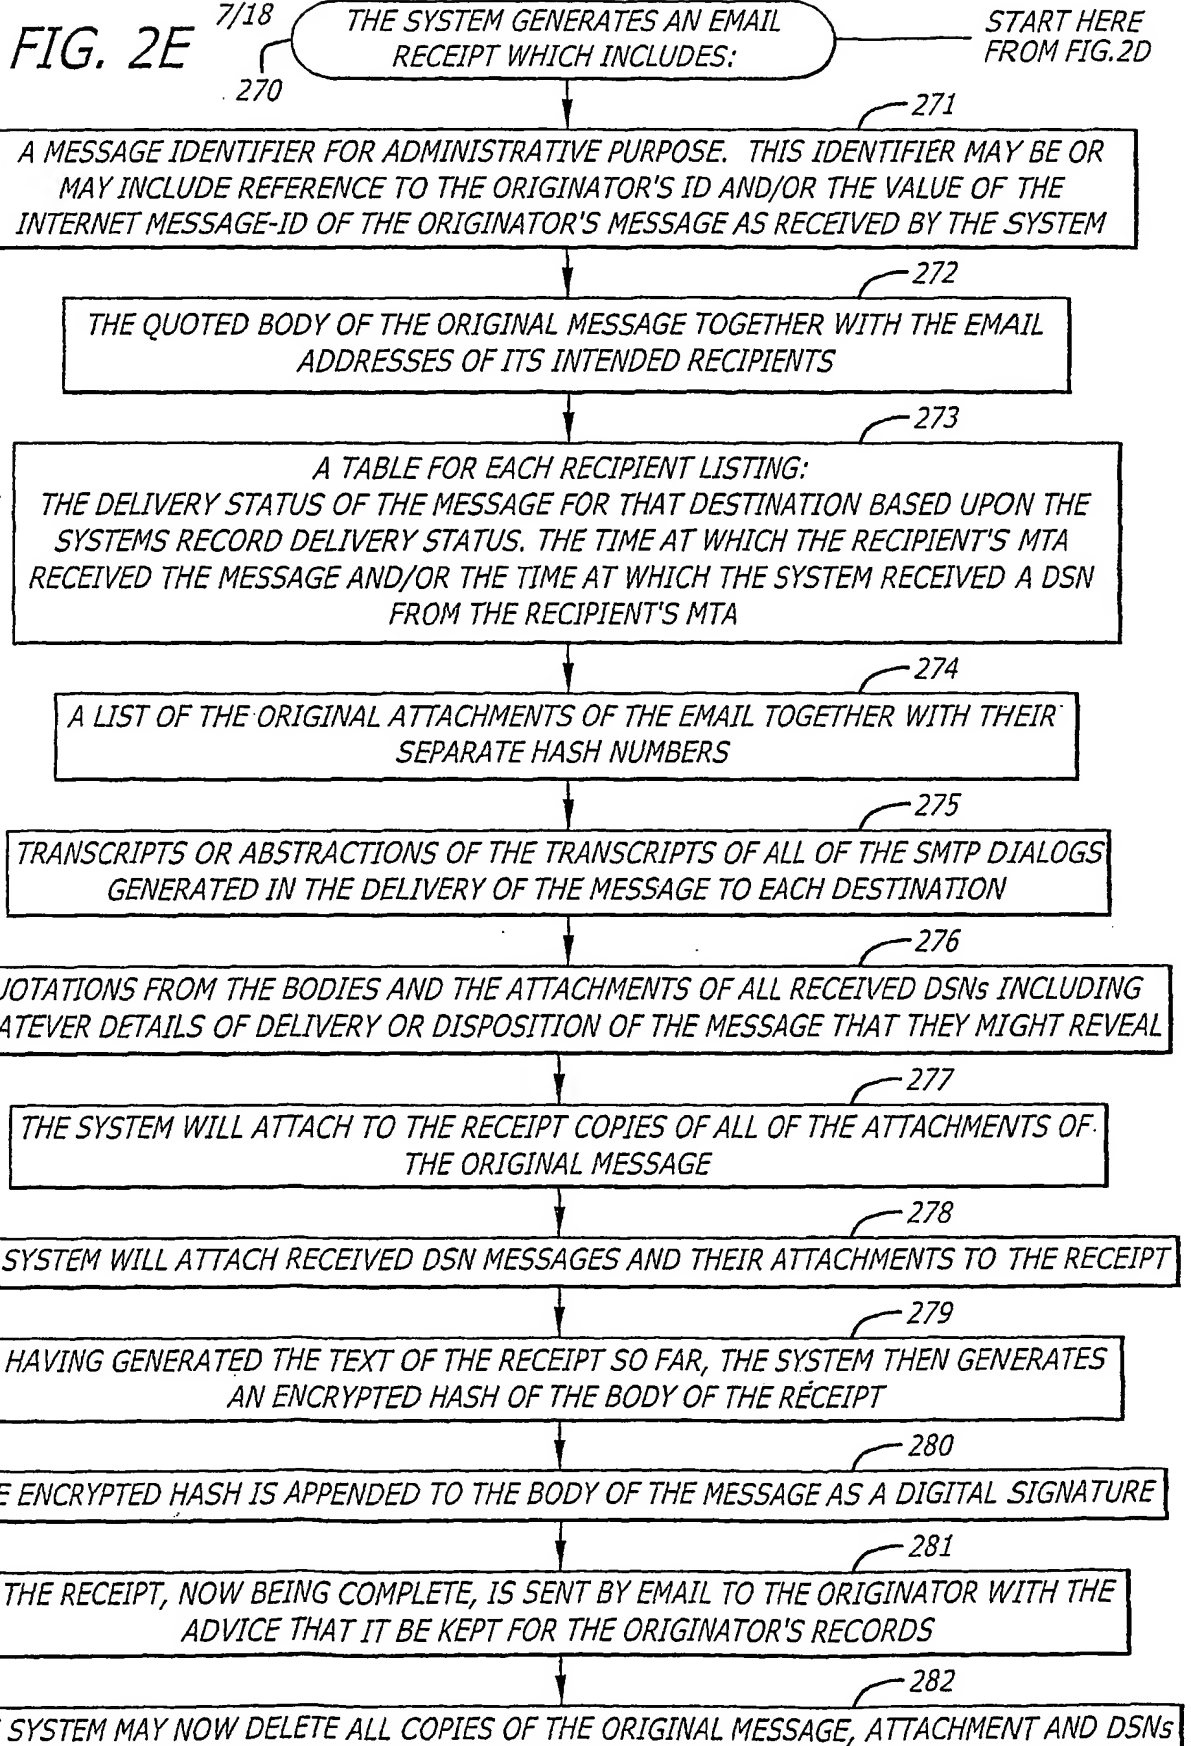 FIG. 2E
7/18
270
THE SYSTEM GENERATES AN EMAIL
RECEIPT WHICH INCLUDES:
START HERE
FROM FIG.2D
271
A MESSAGE IDENTIFIER FOR ADMINISTRATIVE PURPOSE. THIS IDENTIFIER MAY BE OR
MAY INCLUDE REFERENCE TO THE ORIGINATOR'S ID AND/OR THE VALUE OF THE
INTERNET MESSAGE-ID OF THE ORIGINATOR'S MESSAGE AS RECEIVED BY THE SYSTEM
272
THE QUOTED BODY OF THE ORIGINAL MESSAGE TOGETHER WITH THE EMAIL
ADDRESSES OF ITS INTENDED RECIPIENTS
273
A TABLE FOR EACH RECIPIENT LISTING:
THE DELIVERY STATUS OF THE MESSAGE FOR THAT DESTINATION BASED UPON THE
SYSTEMS RECORD DELIVERY STATUS. THE TIME AT WHICH THE RECIPIENT'S MTA
RECEIVED THE MESSAGE AND/OR THE TIME AT WHICH THE SYSTEM RECEIVED A DSN
FROM THE RECIPIENT'S MTA
274
A LIST OF THE ORIGINAL ATTACHMENTS OF THE EMAIL TOGETHER WITH THEIR
SEPARATE HASH NUMBERS
275
TRANSCRIPTS OR ABSTRACTIONS OF THE TRANSCRIPTS OF ALL OF THE SMTP DIALOGS
GENERATED IN THE DELIVERY OF THE MESSAGE TO EACH DESTINATION
276
UOTATIONS FROM THE BODIES AND THE ATTACHMENTS OF ALL RECEIVED DSNs INCLUDING
ATEVER DETAILS OF DELIVERY OR DISPOSITION OF THE MESSAGE THAT THEY MIGHT REVEAL
277
THE SYSTEM WILL ATTACH TO THE RECEIPT COPIES OF ALL OF THE ATTACHMENTS OF
THE ORIGINAL MESSAGE
278
SYSTEM WILL ATTACH RECEIVED DSN MESSAGES AND THEIR ATTACHMENTS TO THE RECEIPT
279
HAVING GENERATED THE TEXT OF THE RECEIPT SO FAR, THE SYSTEM THEN GENERATES
AN ENCRYPTED HASH OF THE BODY OF THE RECEIPT
280
E ENCRYPTED HASH IS APPENDED TO THE BODY OF THE MESSAGE AS A DIGITAL SIGNATURE
281
THE RECEIPT, NOW BEING COMPLETE, IS SENT BY EMAIL TO THE ORIGINATOR WITH THE
ADVICE THAT IT BE KEPT FOR THE ORIGINATOR'S RECORDS
282
SYSTEM MAY NOW DELETE ALL COPIES OF THE ORIGINAL MESSAGE, ATTACHMENT AND DSNs